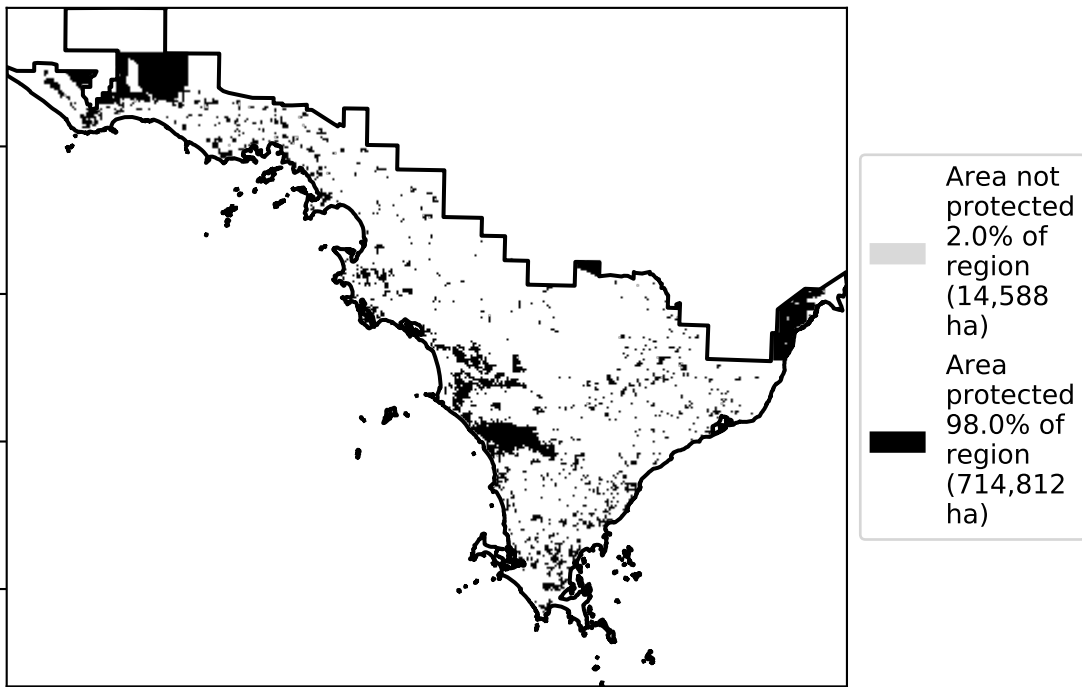 Area not
protected
2.0% of
region
(14,588
ha)
Area
protected
98.0% of
region
(714,812
ha)